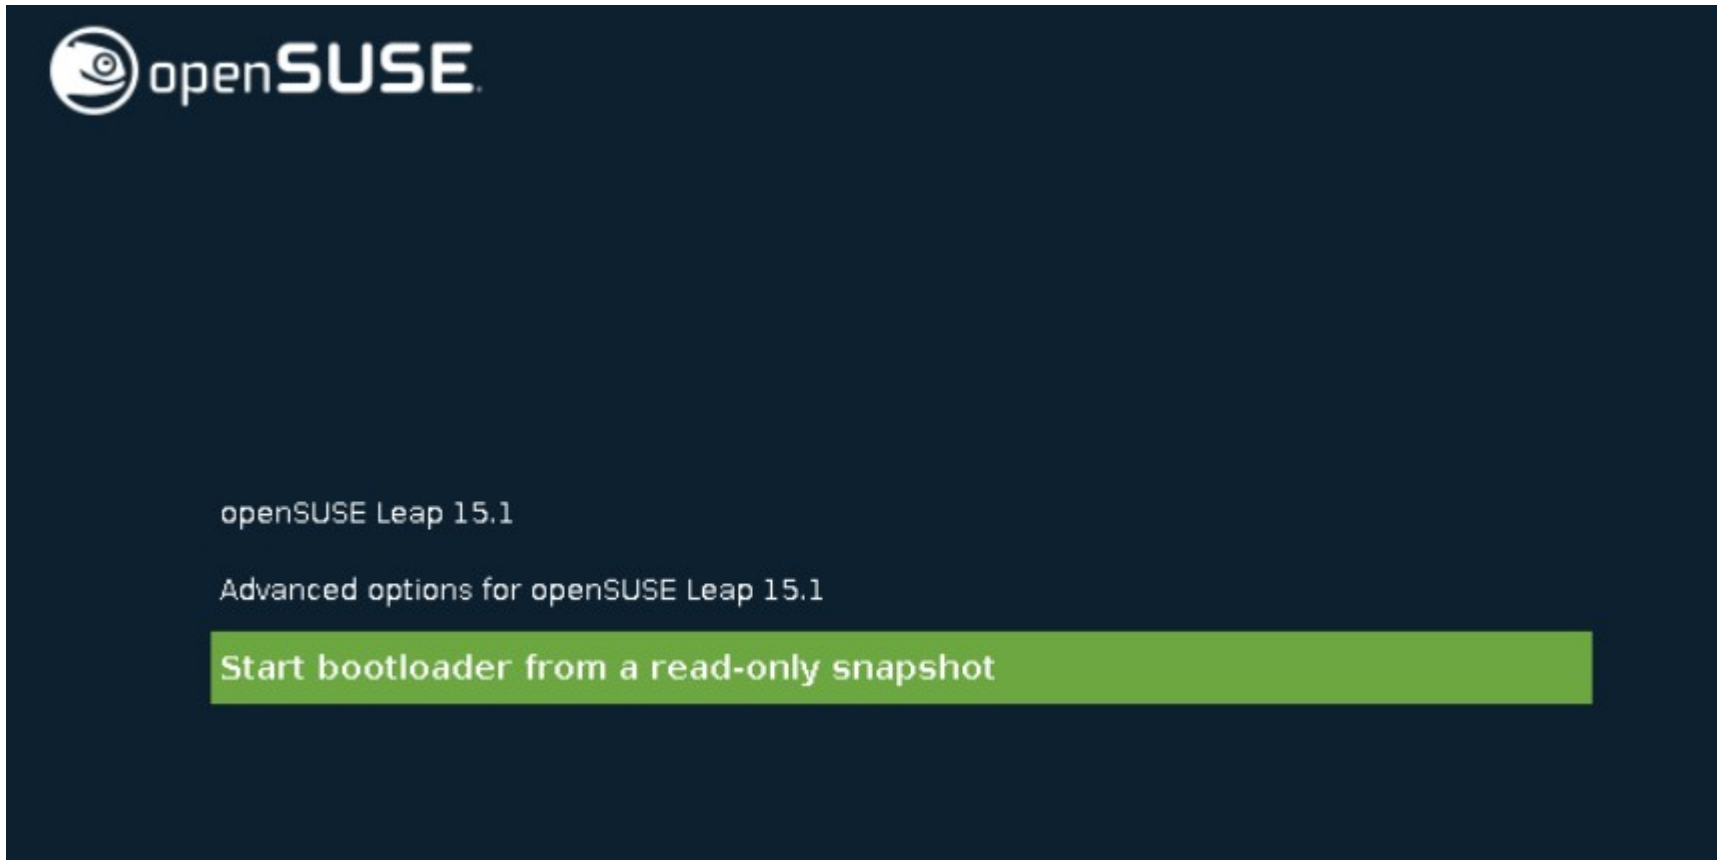 openSUSE.
openSUSE Leap 15.1
Advanced options for openSUSE Leap 15.1
Start bootloader from a read-only snapshot